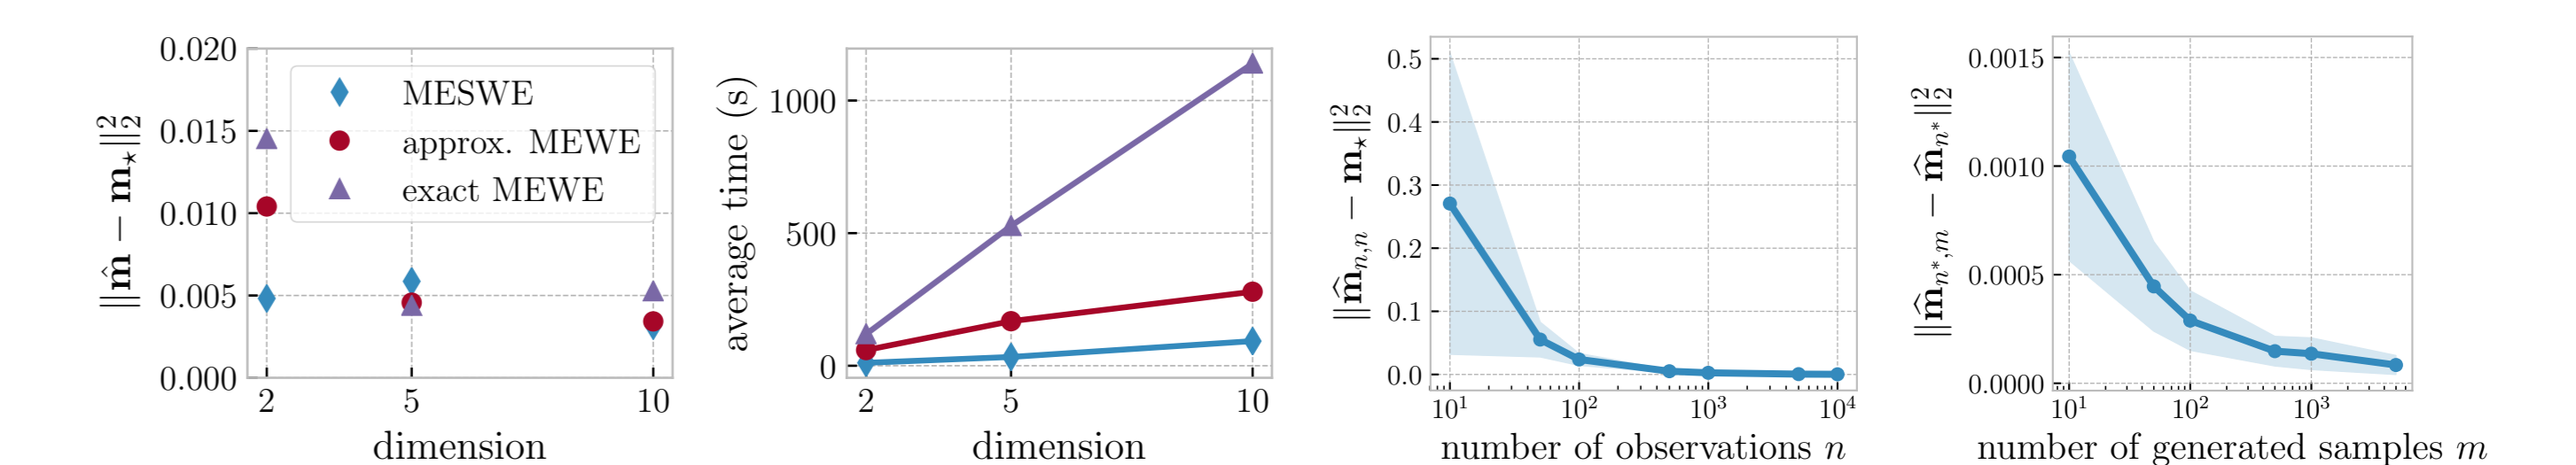 0.020
0.015
0.010
0.005
0.000
‖m̂ − m⋆‖₂²
MESWE
approx. MEWE
exact MEWE
2 5 10
dimension
1000
500
0
average time (s)
2 5 10
dimension
0.5
0.4
0.3
0.2
0.1
0.0
‖m̂n,n − m⋆‖₂²
10¹ 10² 10³ 10⁴
number of observations n
0.0015
0.0010
0.0005
0.0000
‖m̂n*,m − m̂n*‖₂²
10¹ 10² 10³
number of generated samples m